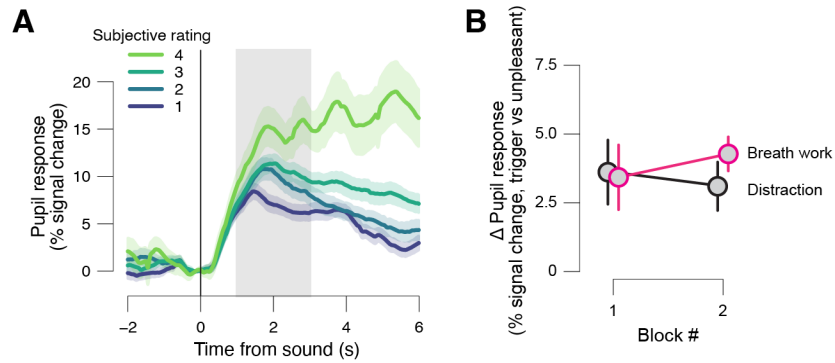 A
Subjective rating
4
3
2
1
Pupil response
(% signal change)
20
15
10
5
0
−2
0
2
4
6
Time from sound (s)
B
Δ Pupil response
(% signal change, trigger vs unpleasant)
7.5
5.0
2.5
0
Breath work
Distraction
1
2
Block #